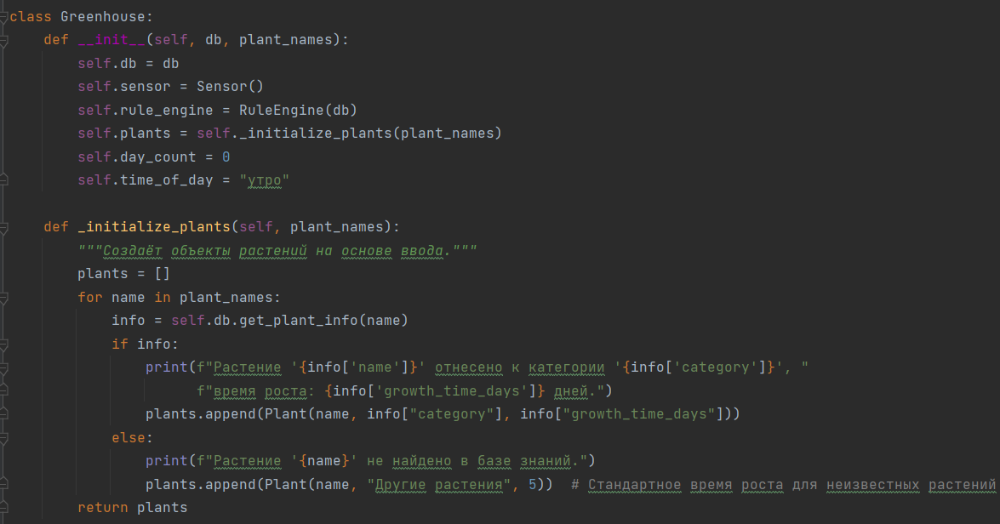 class Greenhouse:
    def __init__(self, db, plant_names):
        self.db = db
        self.sensor = Sensor()
        self.rule_engine = RuleEngine(db)
        self.plants = self._initialize_plants(plant_names)
        self.day_count = 0
        self.time_of_day = "утро"

    def _initialize_plants(self, plant_names):
        """Создаёт объекты растений на основе ввода."""
        plants = []
        for name in plant_names:
            info = self.db.get_plant_info(name)
            if info:
                print(f"Растение '{info['name']}' отнесено к категории '{info['category']}', "
                      f"время роста: {info['growth_time_days']} дней.")
                plants.append(Plant(name, info["category"], info["growth_time_days"]))
            else:
                print(f"Растение '{name}' не найдено в базе знаний.")
                plants.append(Plant(name, "Другие растения", 5))  # Стандартное время роста для неизвестных растений
        return plants